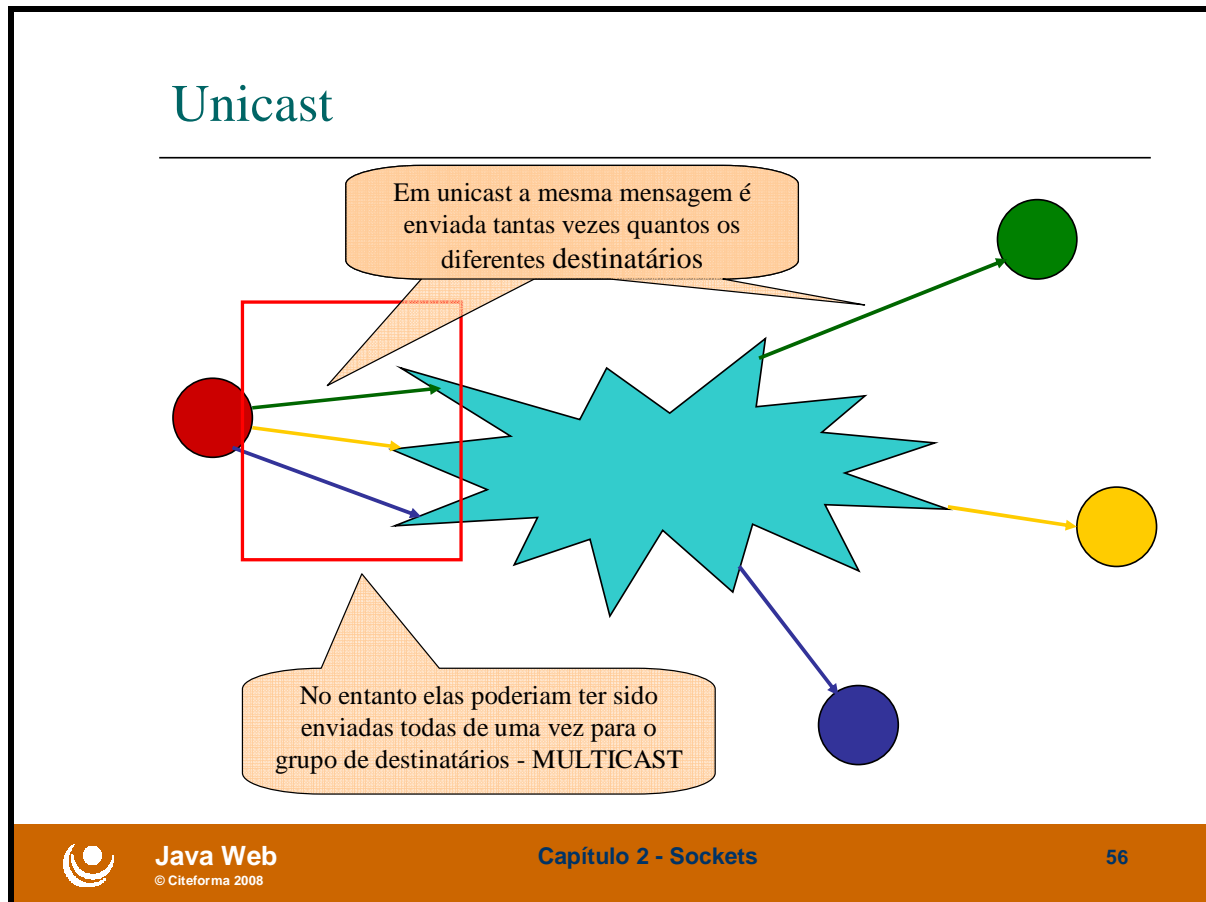 Unicast
Em unicast a mesma mensagem é
enviada tantas vezes quantos os
diferentes destinatários
No entanto elas poderiam ter sido
enviadas todas de uma vez para o
grupo de destinatários - MULTICAST
Java Web
© Citeforma 2008
Capítulo 2 - Sockets
56